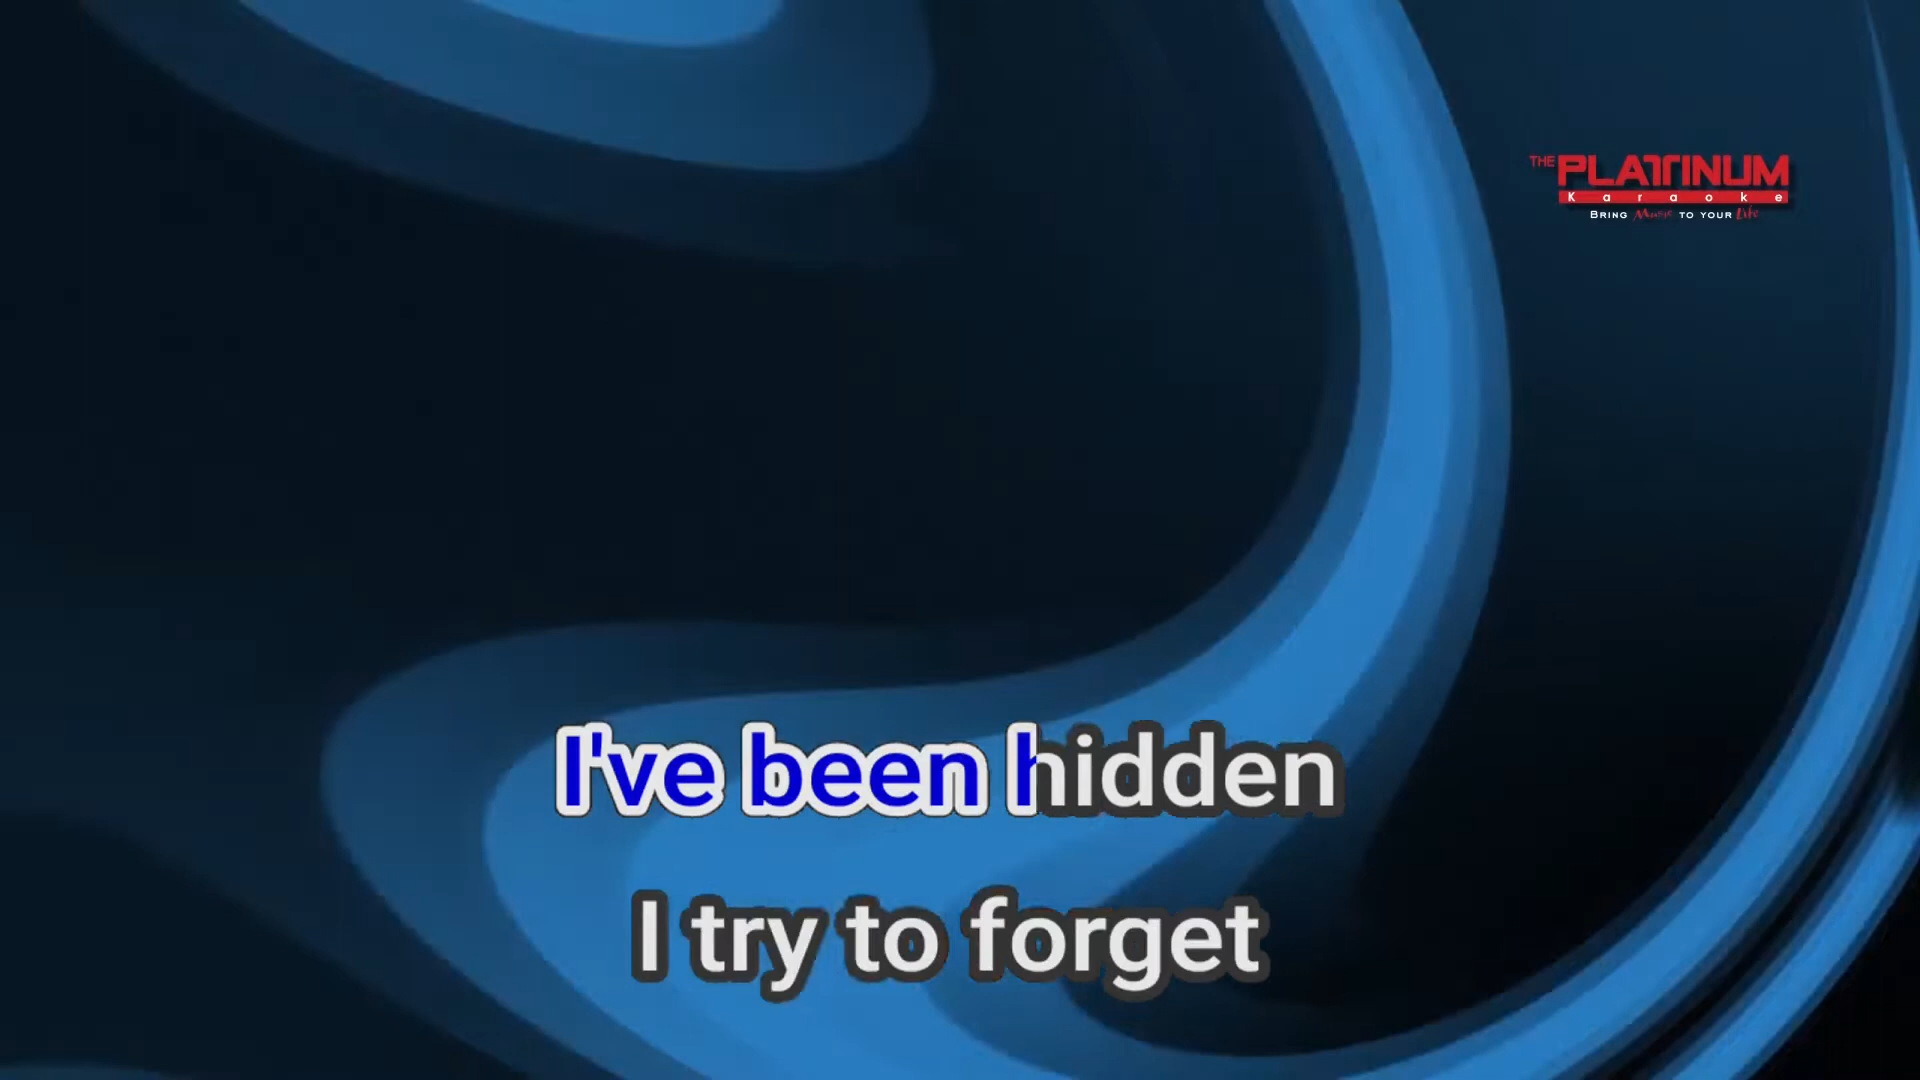 THE PLATINUM
Karaoke
BRING Music TO YOUR Life
I've been hidden
I try to forget